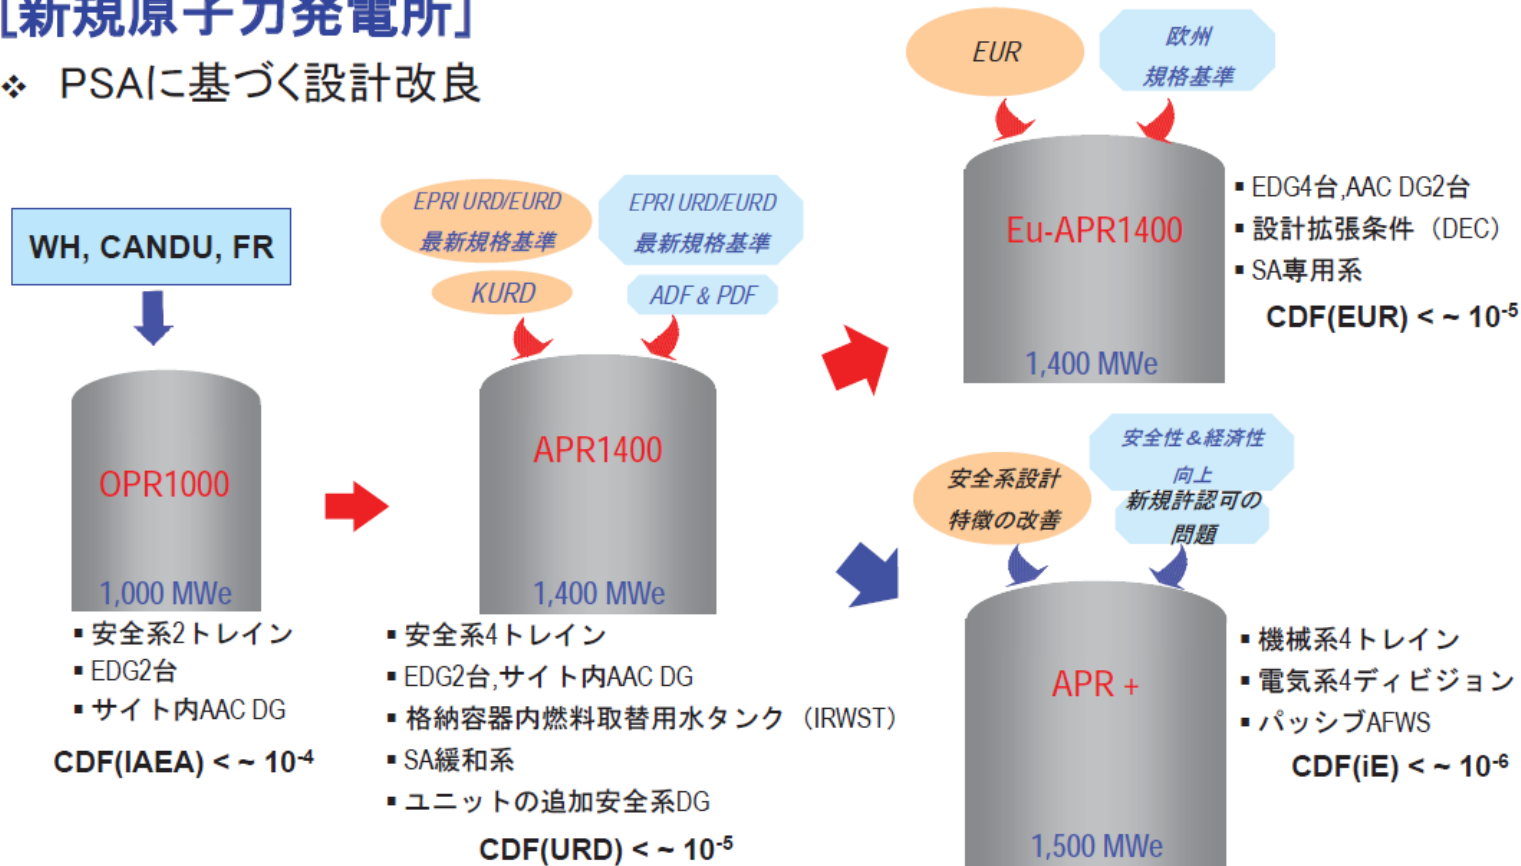 [新規原子力発電所]
❖ PSAに基づく設計改良
WH, CANDU, FR
OPR1000
1,000 MWe
▪ 安全系2トレイン
▪ EDG2台
▪ サイト内AAC DG
CDF(IAEA) < ~ 10⁻⁴
EPRI URD/EURD
最新規格基準
KURD
EPRI URD/EURD
最新規格基準
ADF & PDF
APR1400
1,400 MWe
▪ 安全系4トレイン
▪ EDG2台,サイト内AAC DG
▪ 格納容器内燃料取替用水タンク（IRWST）
▪ SA緩和系
▪ ユニットの追加安全系DG
CDF(URD) < ~ 10⁻⁵
EUR
欧州
規格基準
Eu-APR1400
1,400 MWe
▪ EDG4台,AAC DG2台
▪ 設計拡張条件（DEC）
▪ SA専用系
CDF(EUR) < ~ 10⁻⁵
安全系設計
特徴の改善
安全性＆経済性
向上
新規許認可の
問題
APR +
1,500 MWe
▪ 機械系4トレイン
▪ 電気系4ディビジョン
▪ パッシブAFWS
CDF(iE) < ~ 10⁻⁶